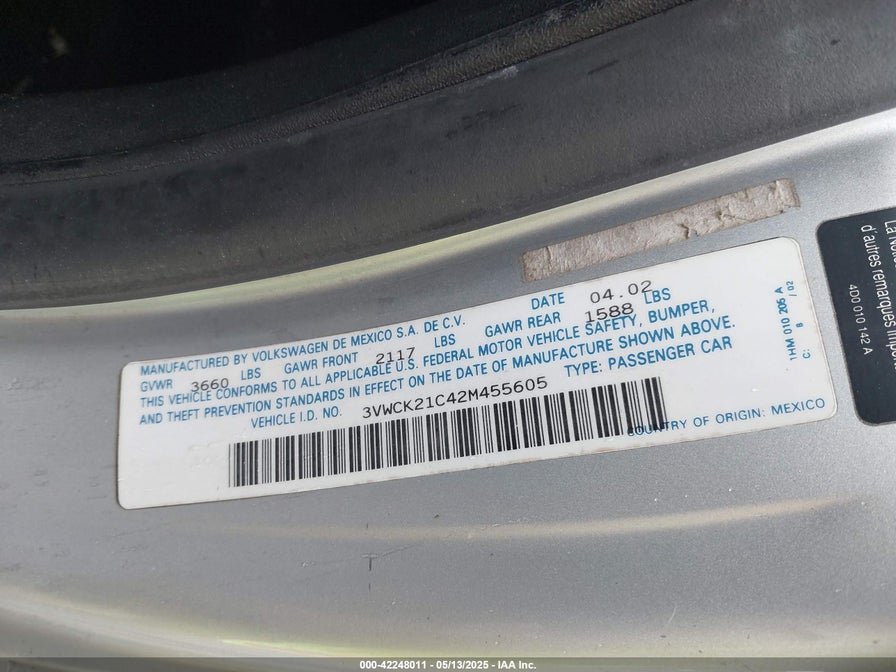 MANUFACTURED BY VOLKSWAGEN DE MEXICO S.A. DE C.V. DATE 04.02
GVWR 3660 LBS GAWR FRONT 2117 LBS GAWR REAR 1588 LBS
THIS VEHICLE CONFORMS TO ALL APPLICABLE U.S. FEDERAL MOTOR VEHICLE SAFETY, BUMPER,
AND THEFT PREVENTION STANDARDS IN EFFECT ON THE DATE OF MANUFACTURE SHOWN ABOVE.
VEHICLE I.D. NO. 3VWCK21C42M455605 TYPE: PASSENGER CAR
COUNTRY OF ORIGIN: MEXICO
1HM 010 206 A
C: 8 / 02
d'autres remarques importantes
4D0 010 142 A
000-42248011 — 05/13/2025 — IAA Inc.